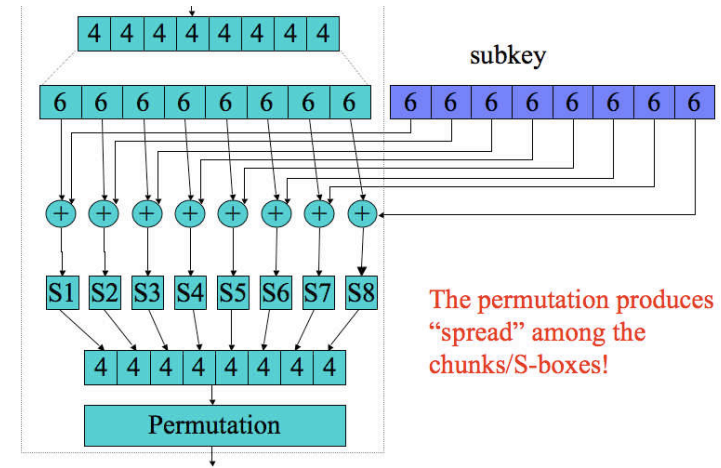 4 4 4 4 4 4 4 4
subkey
6 6 6 6 6 6 6 6 6 6 6 6 6 6 6 6
+ + + + + + + +
S1 S2 S3 S4 S5 S6 S7 S8
The permutation produces
“spread” among the
chunks/S-boxes!
4 4 4 4 4 4 4 4
Permutation